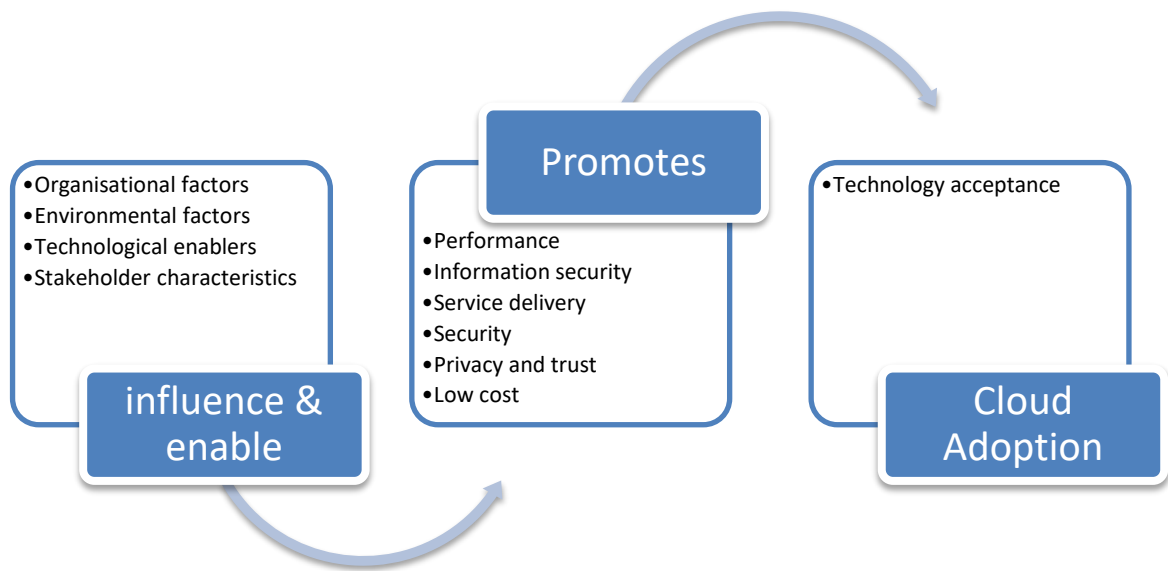 •Organisational factors
•Environmental factors
•Technological enablers
•Stakeholder characteristics
influence &
enable
Promotes
•Performance
•Information security
•Service delivery
•Security
•Privacy and trust
•Low cost
•Technology acceptance
Cloud
Adoption